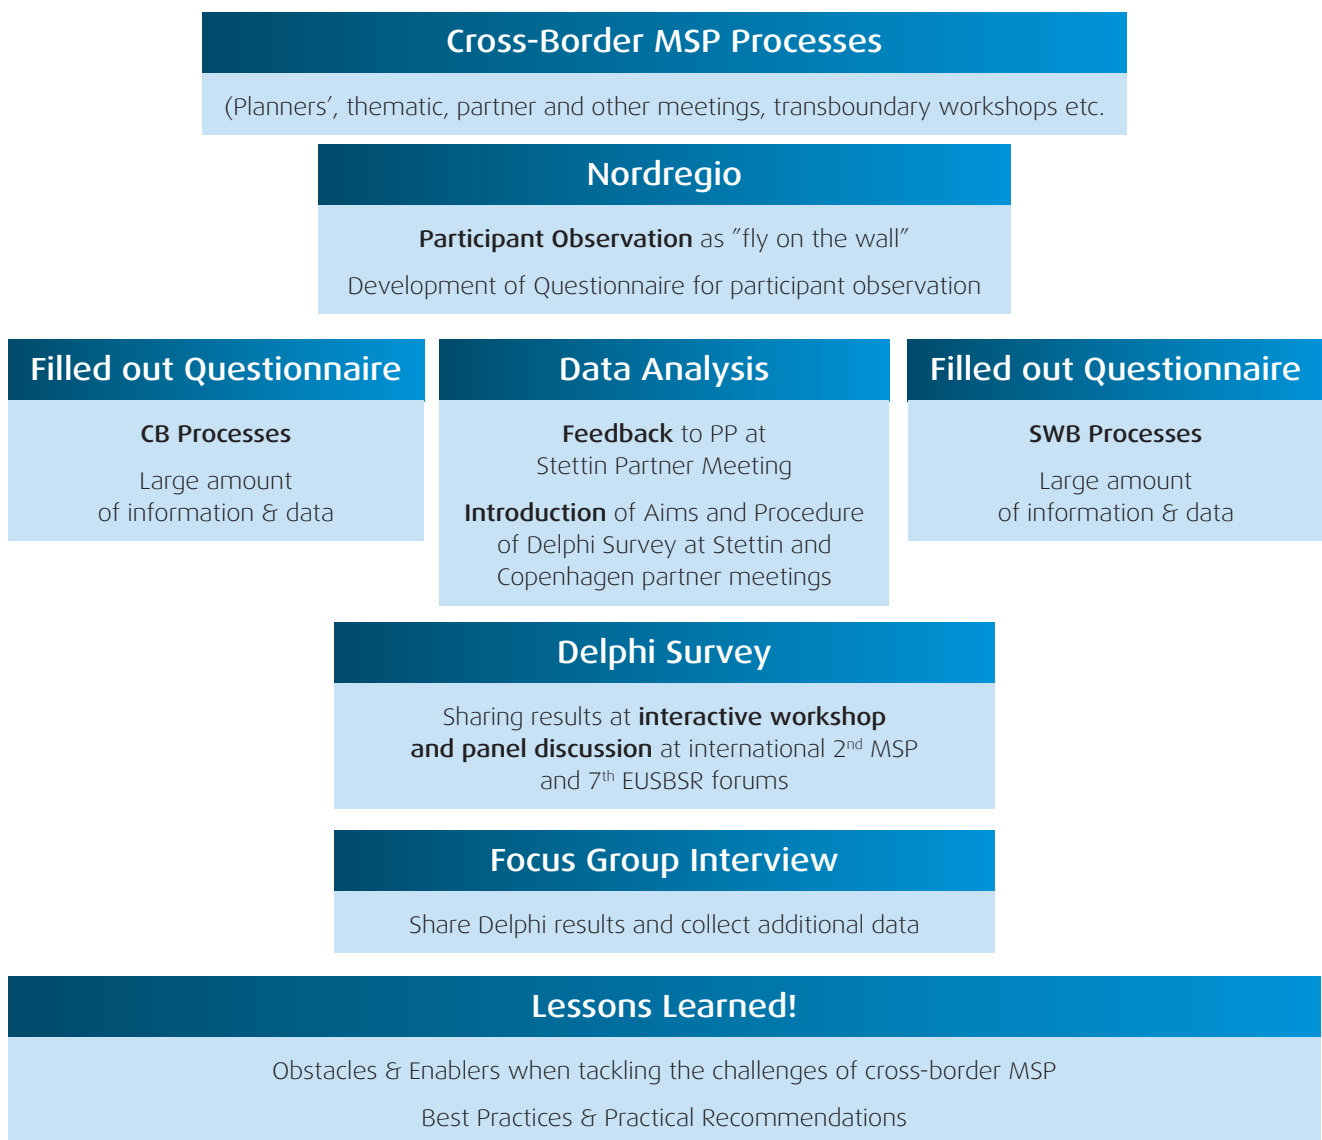 Cross-Border MSP Processes
(Planners’, thematic, partner and other meetings, transboundary workshops etc.
Nordregio
Participant Observation as ”fly on the wall”
Development of Questionnaire for participant observation
Filled out Questionnaire
CB Processes
Large amount
of information & data
Data Analysis
Feedback to PP at
Stettin Partner Meeting
Introduction of Aims and Procedure
of Delphi Survey at Stettin and
Copenhagen partner meetings
Filled out Questionnaire
SWB Processes
Large amount
of information & data
Delphi Survey
Sharing results at interactive workshop
and panel discussion at international 2nd MSP
and 7th EUSBSR forums
Focus Group Interview
Share Delphi results and collect additional data
Lessons Learned!
Obstacles & Enablers when tackling the challenges of cross-border MSP
Best Practices & Practical Recommendations